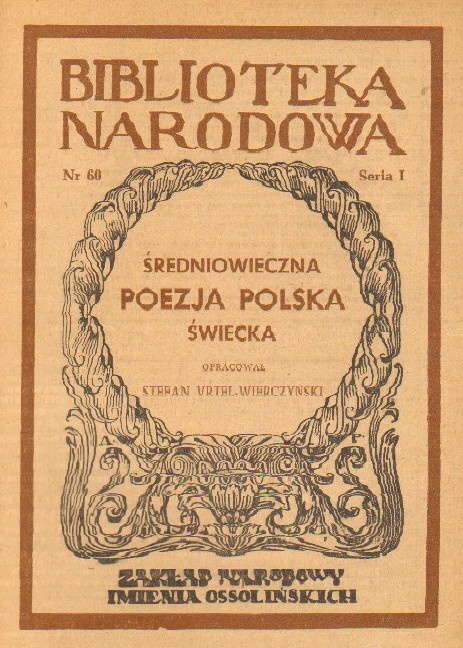 BIBLIOTEKA
NARODOWA
Nr 60 Seria I
ŚREDNIOWIECZNA
POEZJA POLSKA
ŚWIECKA
OPRACOWAŁ
STEFAN VRTEL-WIERCZYŃSKI
A. P.
ZAKŁAD NARODOWY
IMIENIA OSSOLIŃSKICH